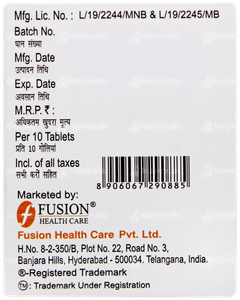 Mfg. Lic. No. : L/19/2244/MNB & L/19/2245/MB
Batch No.
घान संख्या
Mfg. Date
उत्पादन तिथि
Exp. Date
अवसान तिथि
M.R.P. ₹ :
अधिकतम खुदरा मूल्य
Per 10 Tablets
प्रति 10 गोलियां
Incl. of all taxes
सभी करों सहित
8 906067 290885
Marketed by:
FUSION®
HEALTH CARE
Fusion Health Care Pvt. Ltd.
H.No. 8-2-350/B, Plot No. 22, Road No. 3,
Banjara Hills, Hyderabad - 500034. Telangana, India.
®-Registered Trademark
™ : Trademark Under Registration